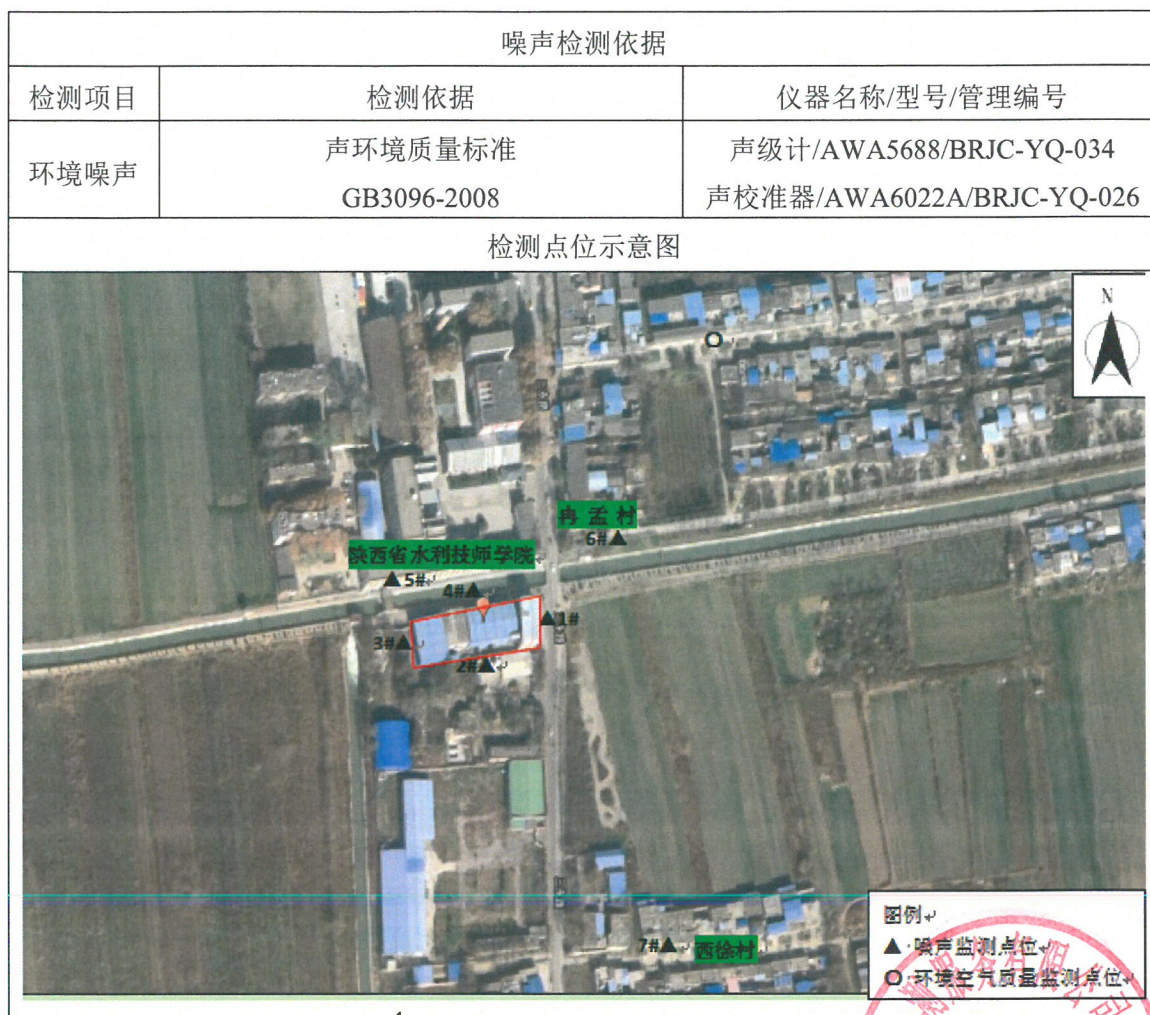 噪声检测依据
检测项目 检测依据 仪器名称/型号/管理编号
环境噪声
声环境质量标准
GB3096-2008
声级计/AWA5688/BRJC-YQ-034
声校准器/AWA6022A/BRJC-YQ-026
检测点位示意图
N
冉孟村
6#▲
陕西省水利技师学院
▲5#
4#▲
▲1#
3#▲
2#▲
7#▲ 西徐村
图例
▲ 噪声监测点位
环境空气质量监测点位